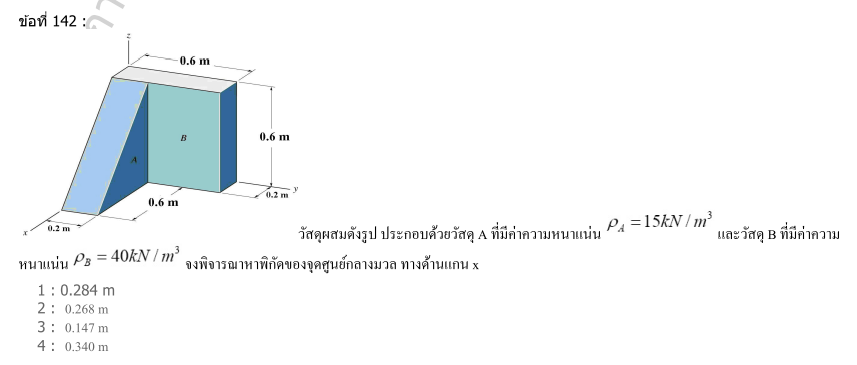 ข้อที่ 142 :
z
0.6 m
B
0.6 m
A
0.2 m
y
0.6 m
x
0.2 m
วัสดุผสมดังรูป ประกอบด้วยวัสดุ A ที่มีค่าความหนาแน่น ρ_A = 15kN / m³ และวัสดุ B ที่มีค่าความ
หนาแน่น ρ_B = 40kN / m³ จงพิจารณาหาพิกัดของจุดศูนย์กลางมวล ทางด้านแกน x
1 : 0.284 m
2 : 0.268 m
3 : 0.147 m
4 : 0.340 m